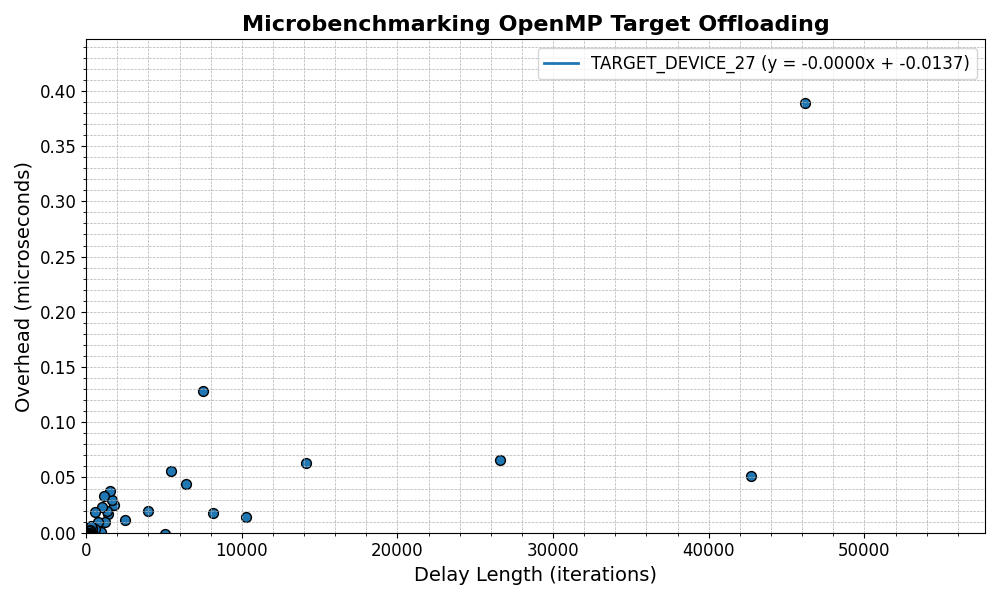 Microbenchmarking OpenMP Target Offloading
TARGET_DEVICE_27 (y = -0.0000x + -0.0137)
Overhead (microseconds)
0.40
0.35
0.30
0.25
0.20
0.15
0.10
0.05
0.00
0 10000 20000 30000 40000 50000
Delay Length (iterations)